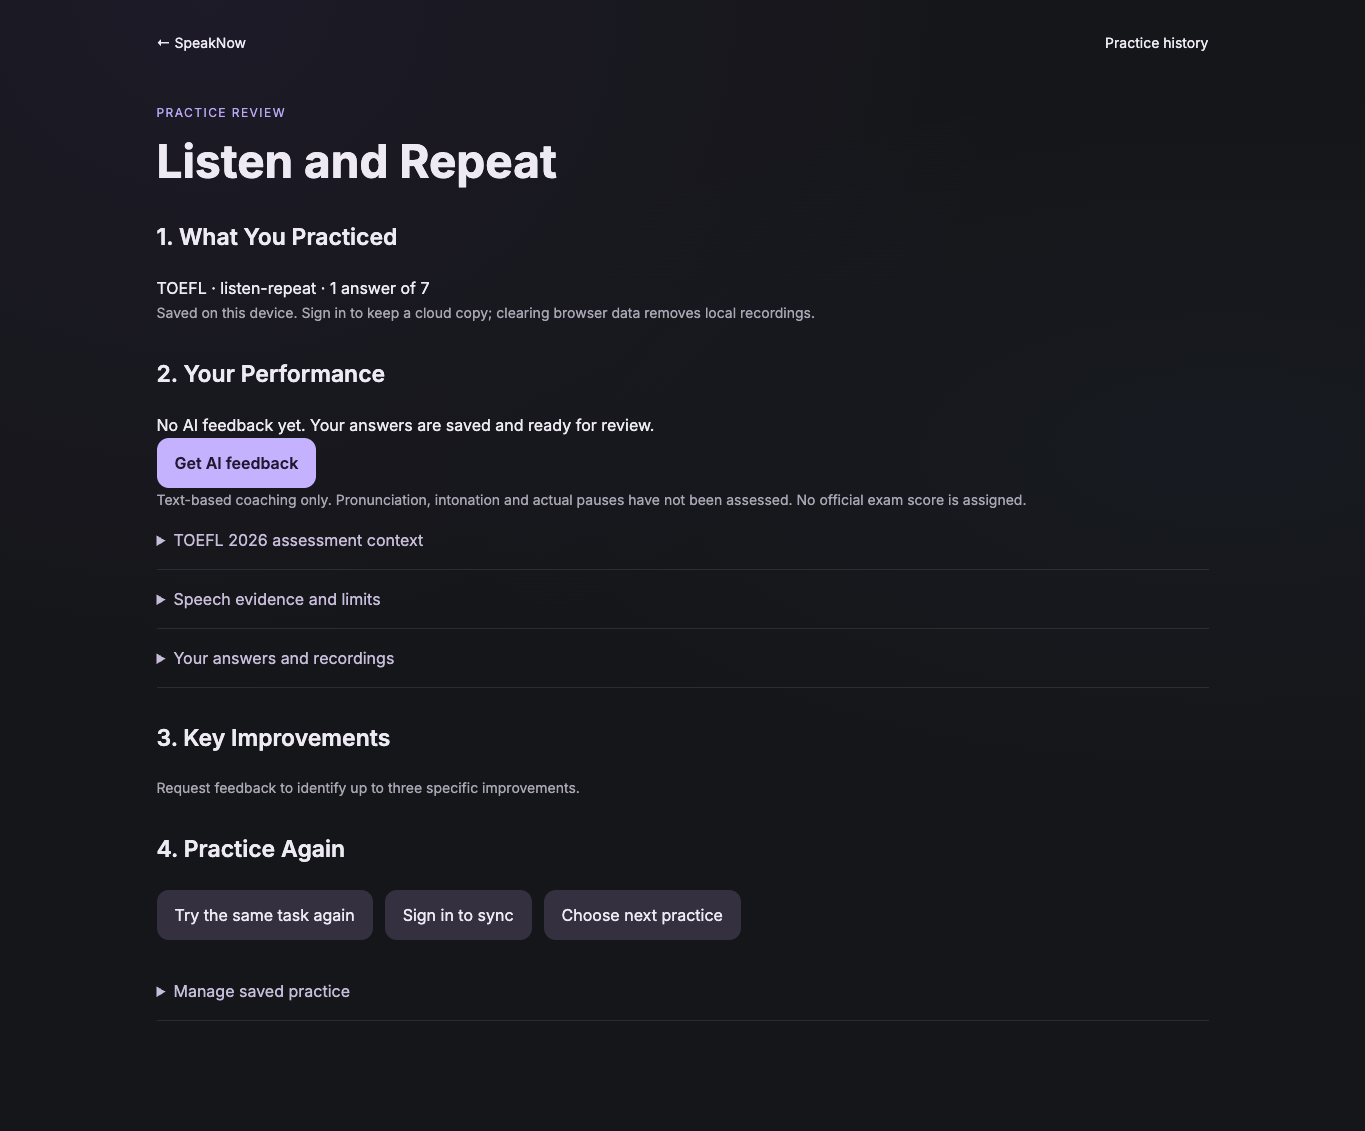 ← SpeakNow
Practice history
PRACTICE REVIEW
Listen and Repeat
1. What You Practiced
TOEFL · listen-repeat · 1 answer of 7
Saved on this device. Sign in to keep a cloud copy; clearing browser data removes local recordings.
2. Your Performance
No AI feedback yet. Your answers are saved and ready for review.
Get AI feedback
Text-based coaching only. Pronunciation, intonation and actual pauses have not been assessed. No official exam score is assigned.
▶ TOEFL 2026 assessment context
▶ Speech evidence and limits
▶ Your answers and recordings
3. Key Improvements
Request feedback to identify up to three specific improvements.
4. Practice Again
Try the same task again
Sign in to sync
Choose next practice
▶ Manage saved practice